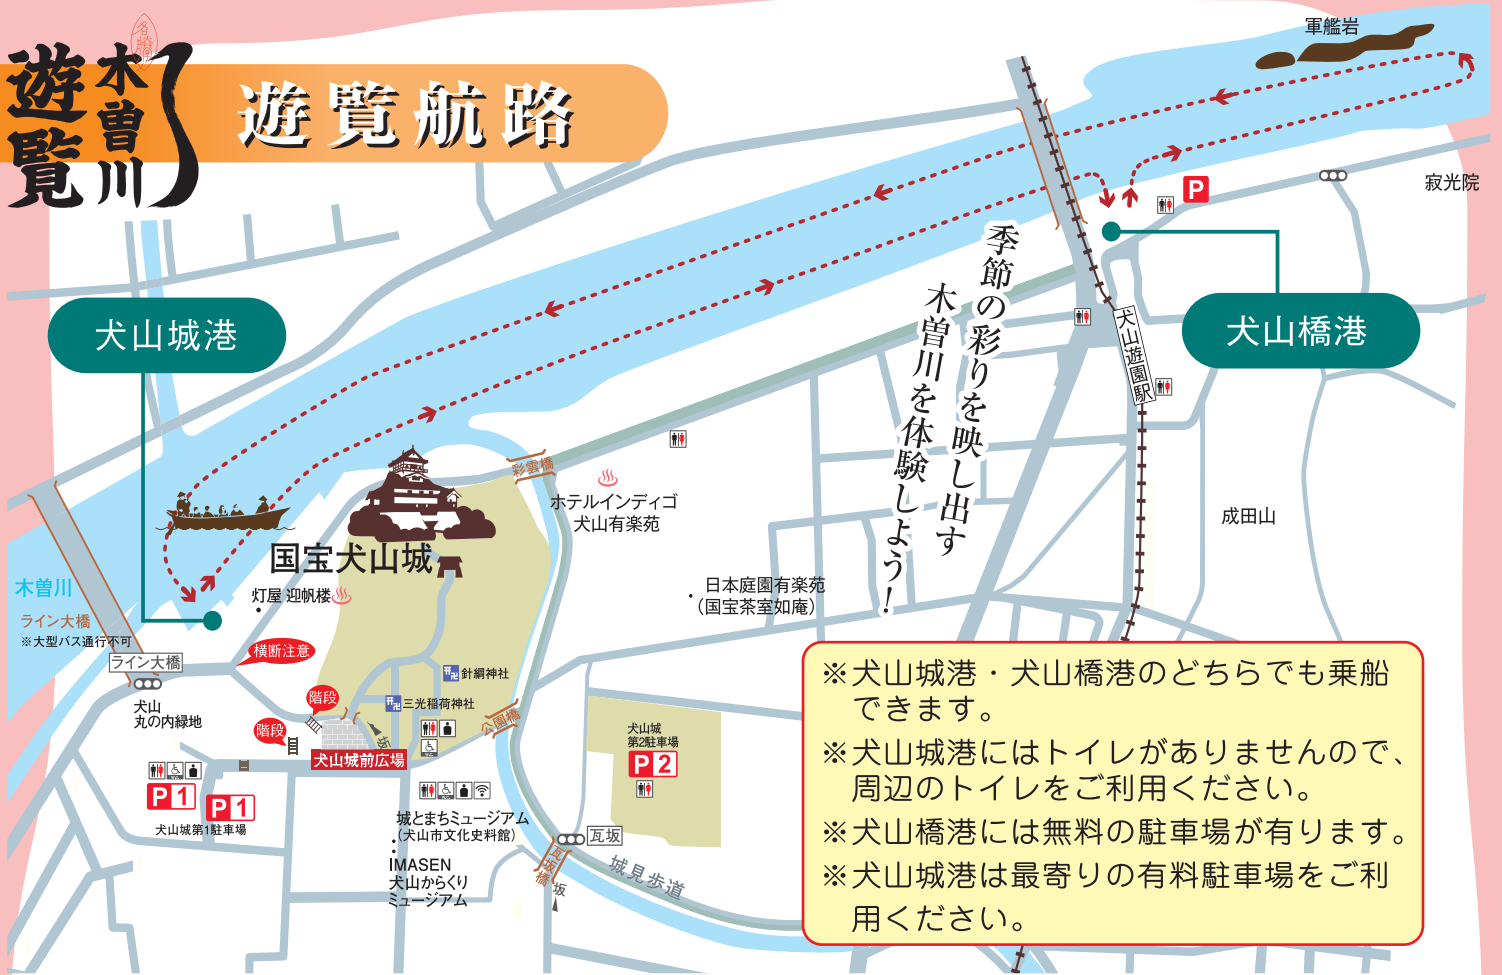 木曽川
遊覧
各務原
遊覧航路
軍艦岩
寂光院
P
犬山城港
犬山橋港
犬山遊園駅
季節の彩りを映し出す
木曽川を体験しよう!
彩雲橋
ホテルインディゴ
犬山有楽苑
成田山
国宝犬山城
灯屋 迎帆楼
・日本庭園有楽苑
(国宝茶室如庵)
木曽川
ライン大橋
※大型バス通行不可
ライン大橋
犬山
丸の内緑地
横断注意
階段
階段
針綱神社
三光稲荷神社
坂
犬山城前広場
公園橋
犬山城
第2駐車場
P2
P1
P1
犬山城第1駐車場
城とまちミュージアム
(犬山市文化史料館)
IMASEN
犬山からくり
ミュージアム
瓦坂
瓦坂橋
坂
城見歩道
※犬山城港・犬山橋港のどちらでも乗船
できます。
※犬山城港にはトイレがありませんので、
周辺のトイレをご利用ください。
※犬山橋港には無料の駐車場が有ります。
※犬山城港は最寄りの有料駐車場をご利
用ください。